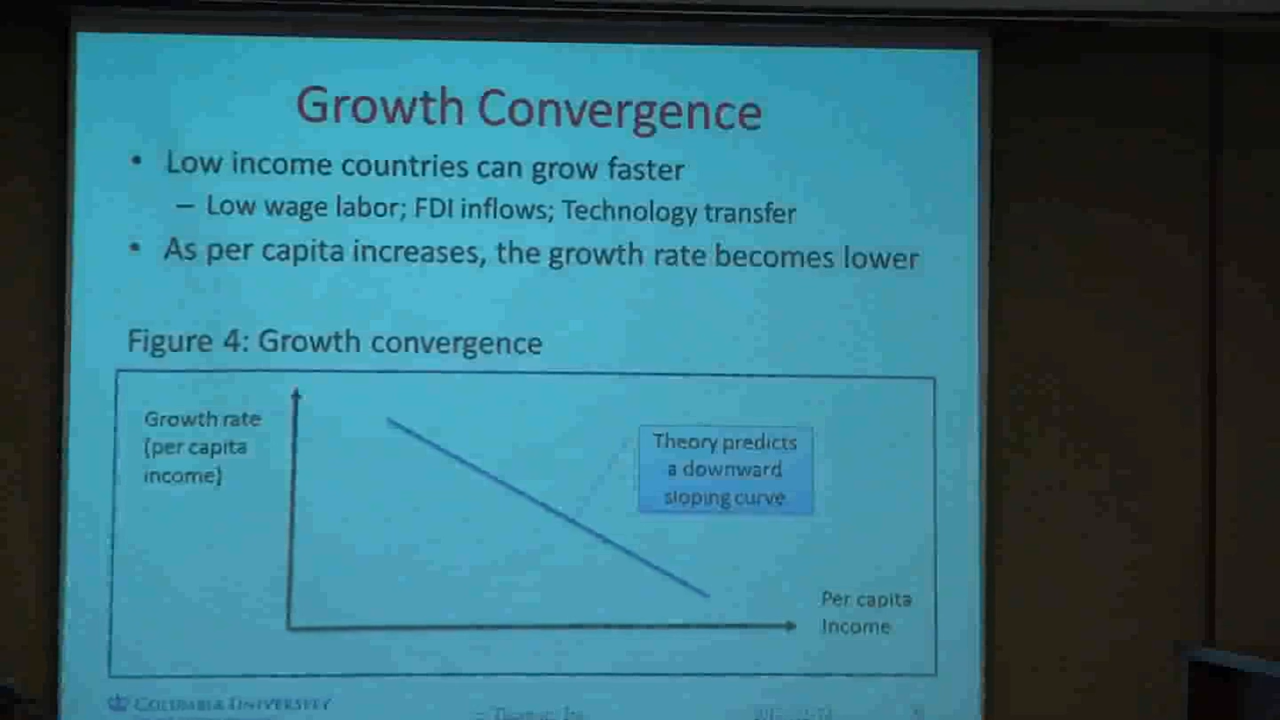 Growth Convergence
• Low income countries can grow faster
– Low wage labor; FDI inflows; Technology transfer
• As per capita increases, the growth rate becomes lower
Figure 4: Growth convergence
Growth rate
(per capita
income)
Theory predicts
a downward
sloping curve
Per capita
Income
COLUMBIA UNIVERSITY